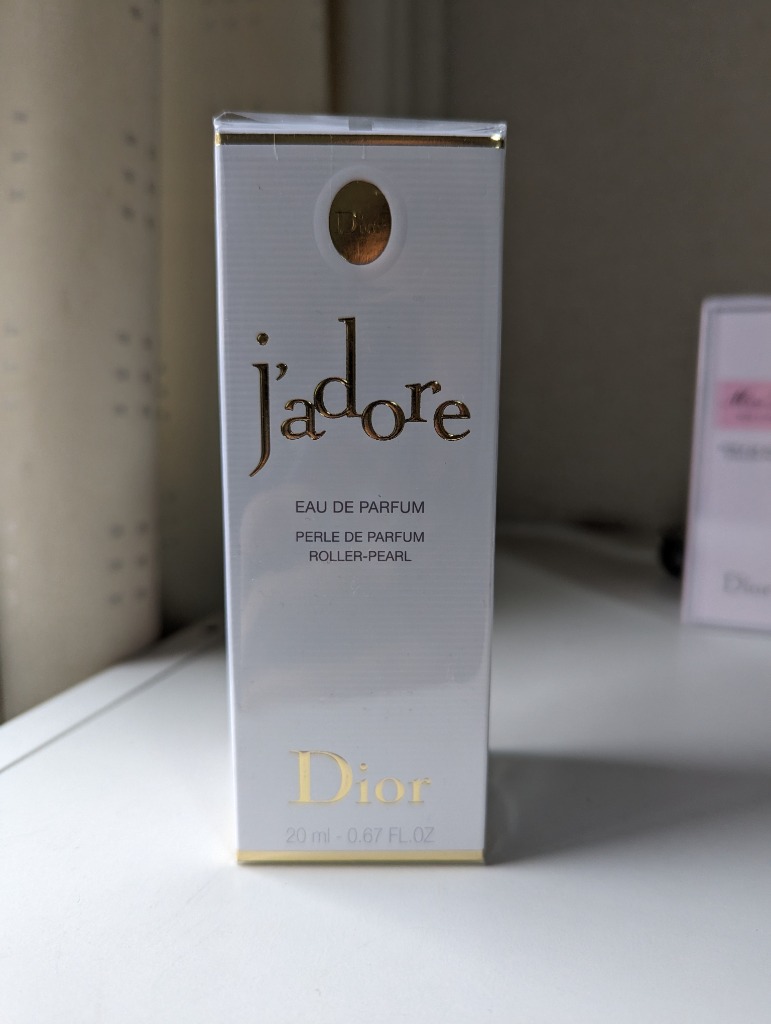 Dior
j'adore
EAU DE PARFUM
PERLE DE PARFUM
ROLLER-PEARL
Dior
20 ml - 0.67 FL.OZ
Dior